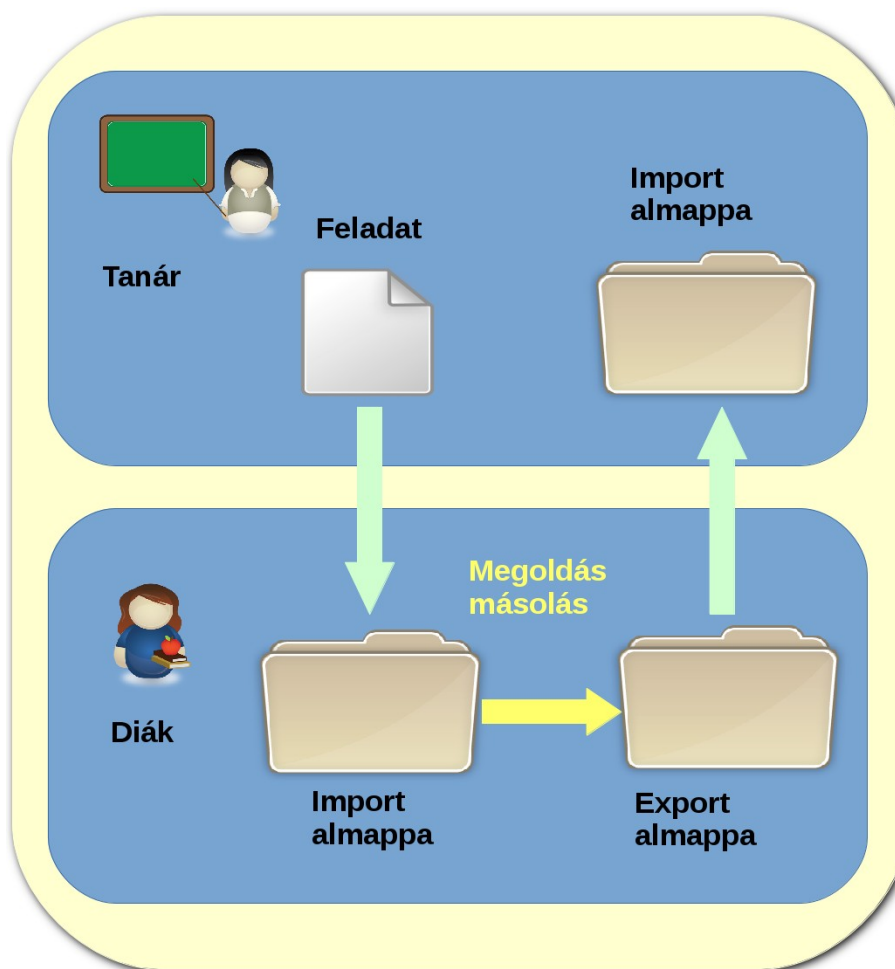 Tanár
Feladat
Import
almappa
Diák
Megoldás
másolás
Import
almappa
Export
almappa